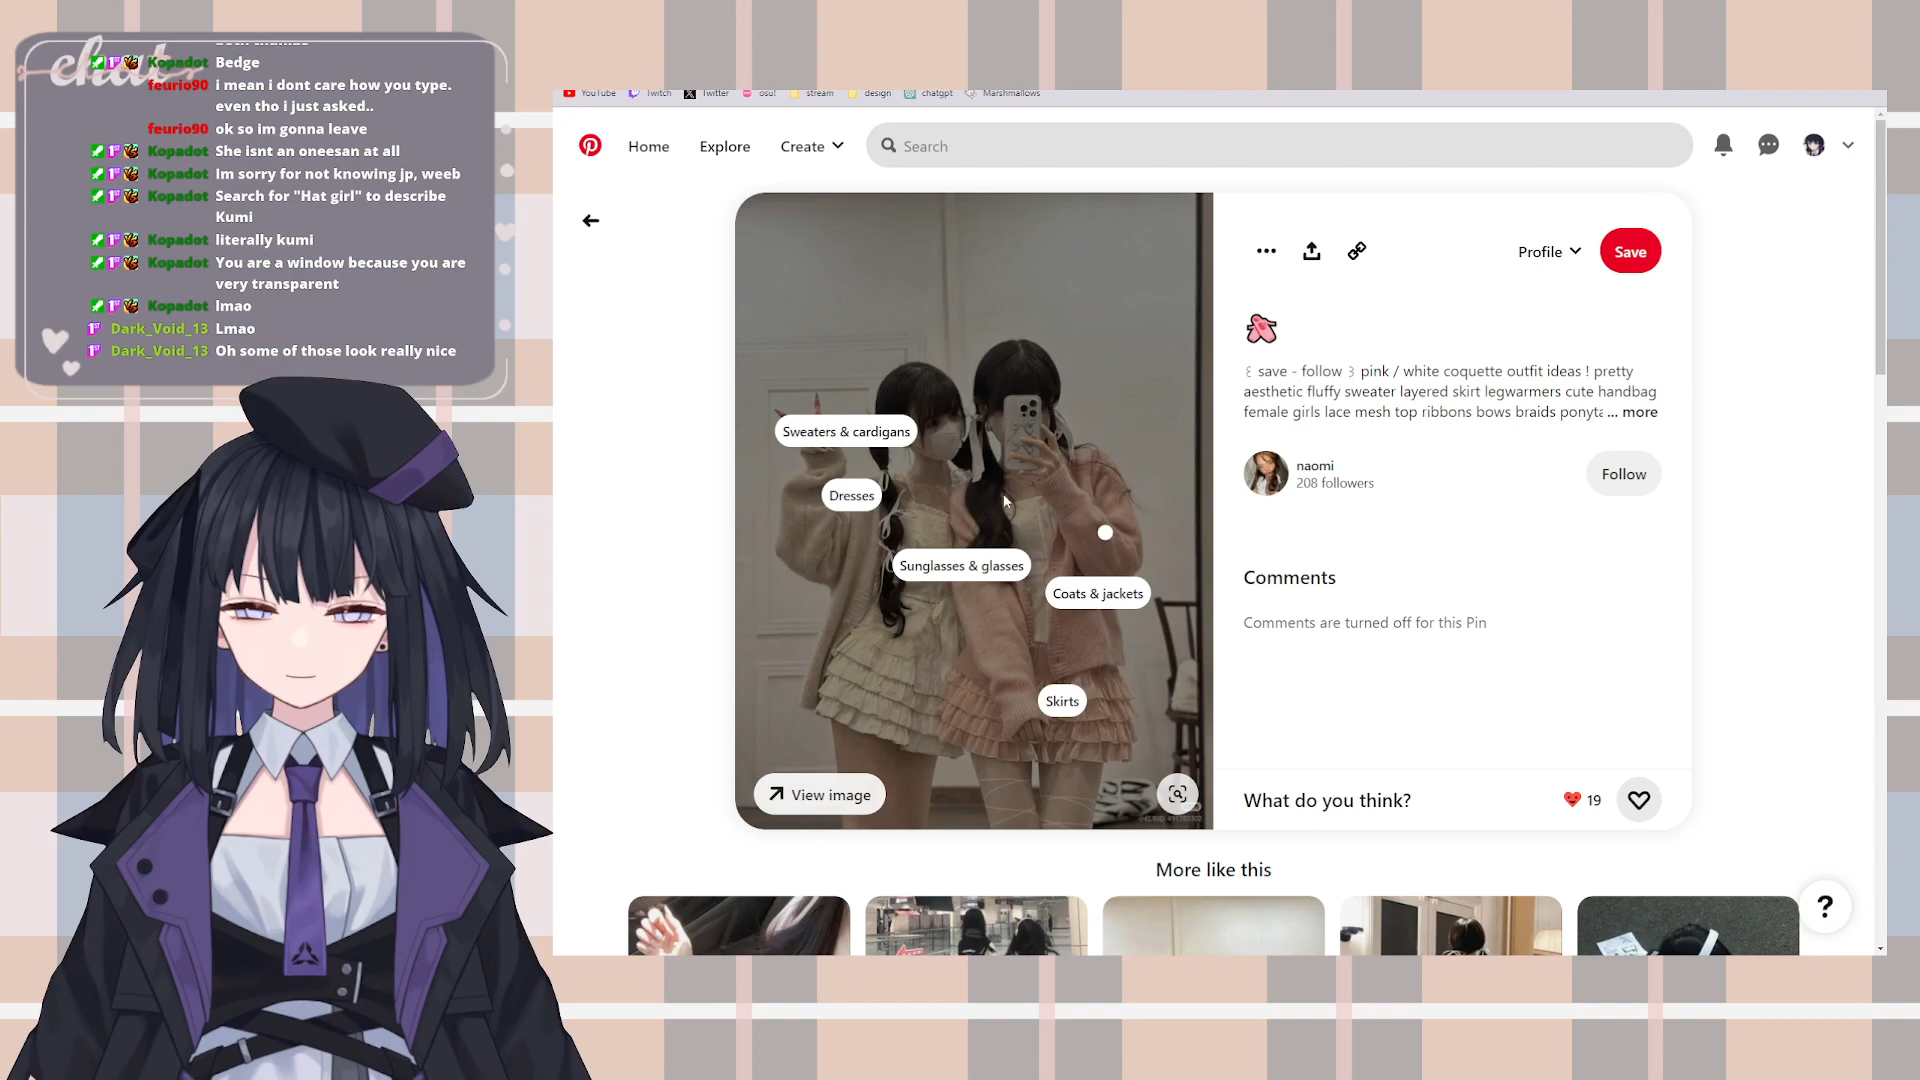 chat
Kopadot Bedge
feurio90 i mean i dont care how you type.
even tho i just asked..
feurio90 ok so im gonna leave
Kopadot She isnt an oneesan at all
Kopadot Im sorry for not knowing jp, weeb
Kopadot Search for "Hat girl" to describe
Kumi
Kopadot literally kumi
Kopadot You are a window because you are
very transparent
Kopadot lmao
Dark_Void_13 Lmao
Dark_Void_13 Oh some of those look really nice
YouTube Twitch Twitter osu! stream design chatgpt Marshmallows
Home Explore Create Search
Profile Save
꒰ save - follow ꒱ pink / white coquette outfit ideas ! pretty
aesthetic fluffy sweater layered skirt legwarmers cute handbag
female girls lace mesh top ribbons bows braids ponyta ... more
naomi
208 followers
Follow
Comments
Comments are turned off for this Pin
What do you think? 19
Sweaters & cardigans
Dresses
Sunglasses & glasses
Coats & jackets
Skirts
View image
More like this
?